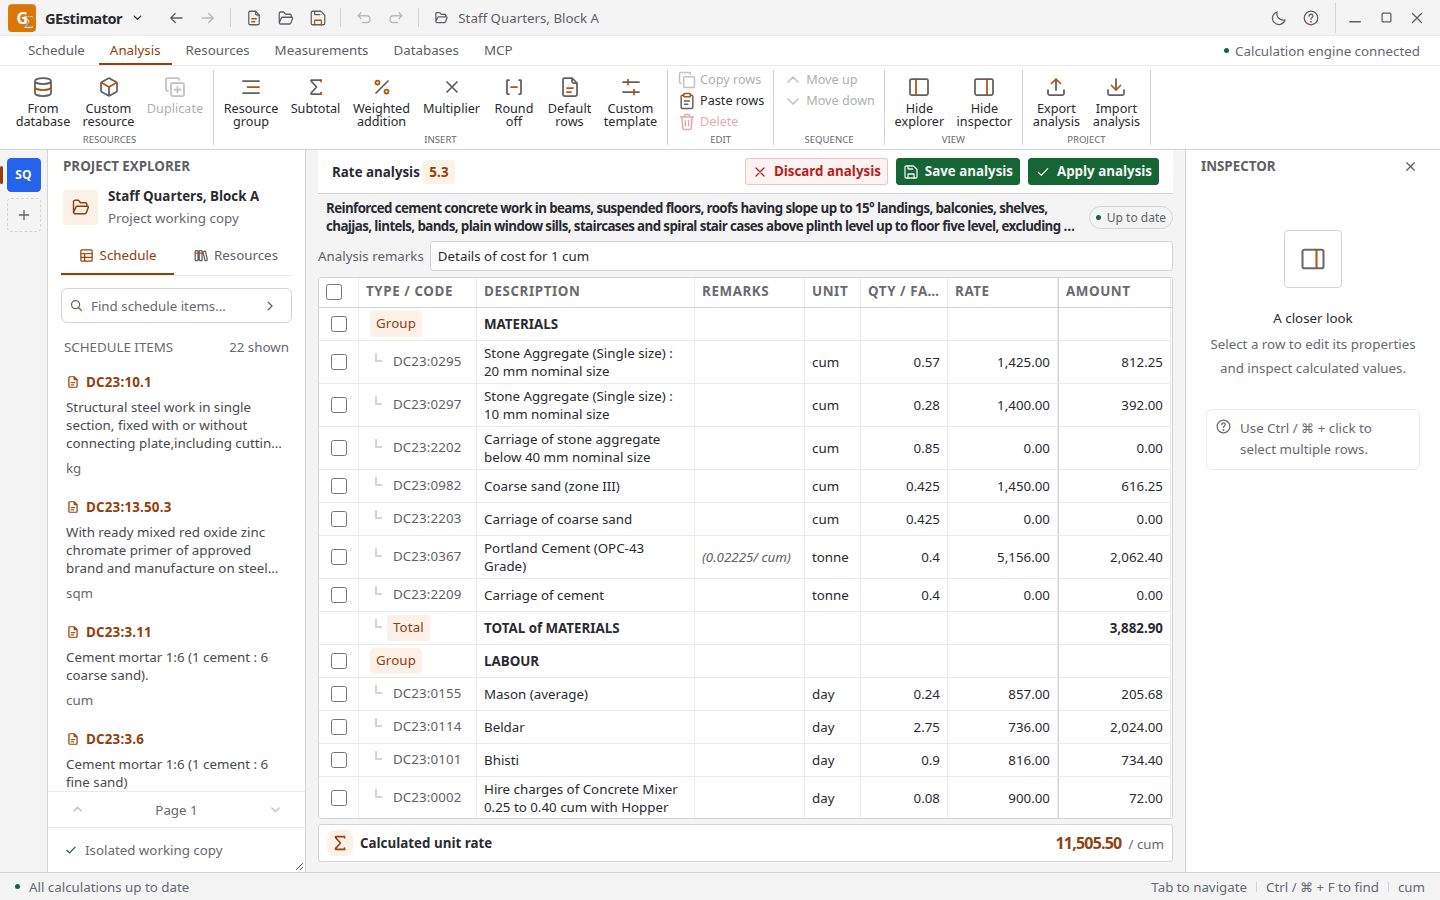 GEstimator
Staff Quarters, Block A
Schedule Analysis Resources Measurements Databases MCP
Calculation engine connected
From database
Custom resource
Duplicate
RESOURCES
Resource group
Subtotal
Weighted addition
Multiplier
Round off
Default rows
Custom template
INSERT
Copy rows
Paste rows
Delete
EDIT
Move up
Move down
SEQUENCE
Hide explorer
Hide inspector
VIEW
Export analysis
Import analysis
PROJECT
SQ
PROJECT EXPLORER
Staff Quarters, Block A
Project working copy
Schedule Resources
Find schedule items...
SCHEDULE ITEMS 22 shown
DC23:10.1
Structural steel work in single
section, fixed with or without
connecting plate,including cuttin...
kg
DC23:13.50.3
With ready mixed red oxide zinc
chromate primer of approved
brand and manufacture on steel...
sqm
DC23:3.11
Cement mortar 1:6 (1 cement : 6
coarse sand).
cum
DC23:3.6
Cement mortar 1:6 (1 cement : 6
fine sand)
Page 1
Isolated working copy
Rate analysis 5.3
Discard analysis Save analysis Apply analysis
Reinforced cement concrete work in beams, suspended floors, roofs having slope up to 15° landings, balconies, shelves,
chajjas, lintels, bands, plain window sills, staircases and spiral stair cases above plinth level up to floor five level, excluding ...
Up to date
Analysis remarks Details of cost for 1 cum
TYPE / CODE DESCRIPTION REMARKS UNIT QTY / FA... RATE AMOUNT
Group MATERIALS
DC23:0295 Stone Aggregate (Single size) : 20 mm nominal size cum 0.57 1,425.00 812.25
DC23:0297 Stone Aggregate (Single size) : 10 mm nominal size cum 0.28 1,400.00 392.00
DC23:2202 Carriage of stone aggregate below 40 mm nominal size cum 0.85 0.00 0.00
DC23:0982 Coarse sand (zone III) cum 0.425 1,450.00 616.25
DC23:2203 Carriage of coarse sand cum 0.425 0.00 0.00
DC23:0367 Portland Cement (OPC-43 Grade) (0.02225/ cum) tonne 0.4 5,156.00 2,062.40
DC23:2209 Carriage of cement tonne 0.4 0.00 0.00
Total TOTAL of MATERIALS 3,882.90
Group LABOUR
DC23:0155 Mason (average) day 0.24 857.00 205.68
DC23:0114 Beldar day 2.75 736.00 2,024.00
DC23:0101 Bhisti day 0.9 816.00 734.40
DC23:0002 Hire charges of Concrete Mixer 0.25 to 0.40 cum with Hopper day 0.08 900.00 72.00
Calculated unit rate 11,505.50 / cum
INSPECTOR
A closer look
Select a row to edit its properties
and inspect calculated values.
Use Ctrl / ⌘ + click to
select multiple rows.
All calculations up to date
Tab to navigate Ctrl / ⌘ + F to find cum